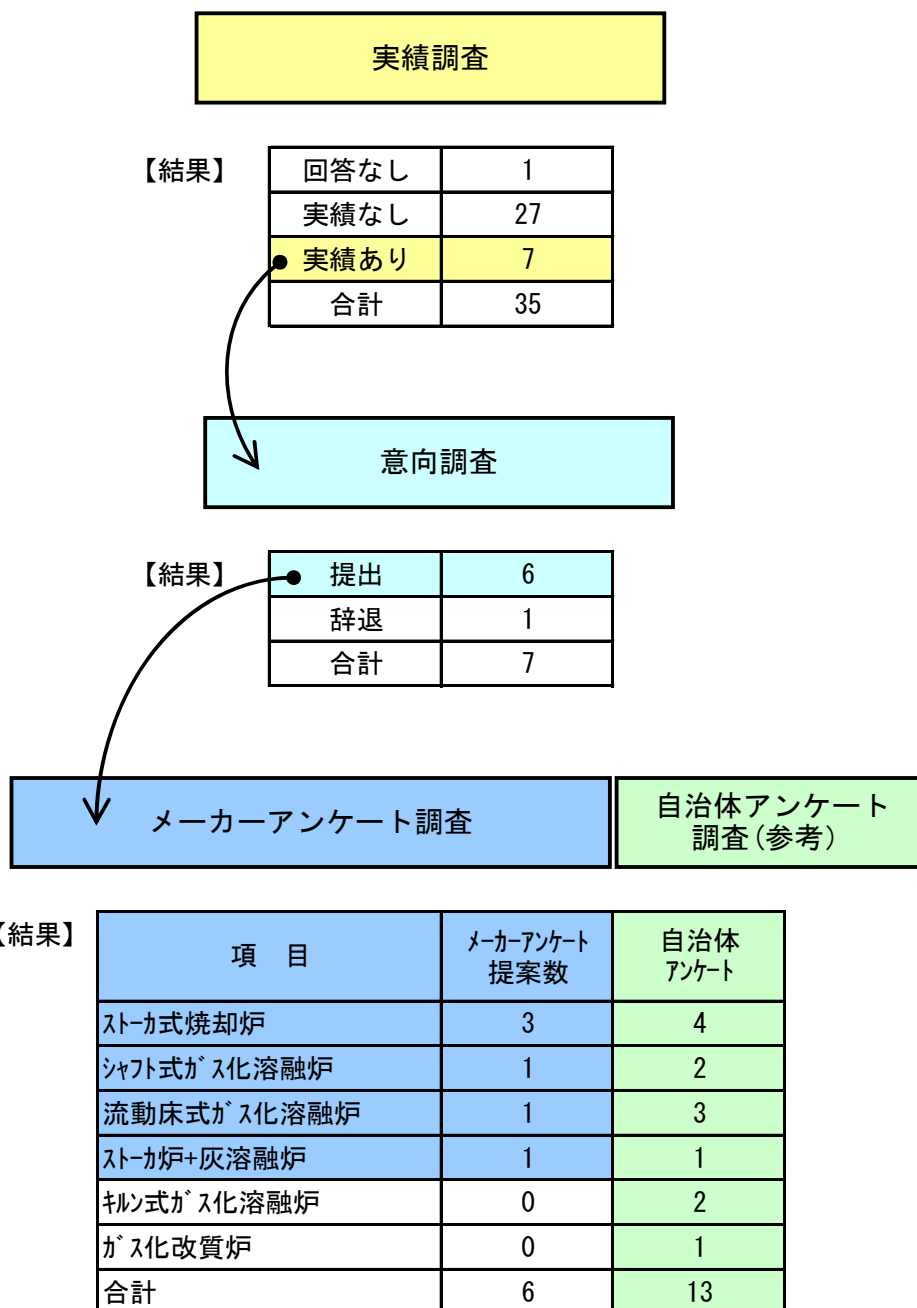 実績調査
【結果】
回答なし 1
実績なし 27
実績あり 7
合計 35
意向調査
【結果】
提出 6
辞退 1
合計 7
メーカーアンケート調査
自治体アンケート
調査(参考)
【結果】
項 目
ﾒｰｶｰｱﾝｹｰﾄ
提案数
自治体
ｱﾝｹｰﾄ
ｽﾄｰｶ式焼却炉 3 4
ｼｬﾌﾄ式ｶﾞｽ化溶融炉 1 2
流動床式ｶﾞｽ化溶融炉 1 3
ｽﾄｰｶ炉+灰溶融炉 1 1
ｷﾙﾝ式ｶﾞｽ化溶融炉 0 2
ｶﾞｽ化改質炉 0 1
合計 6 13